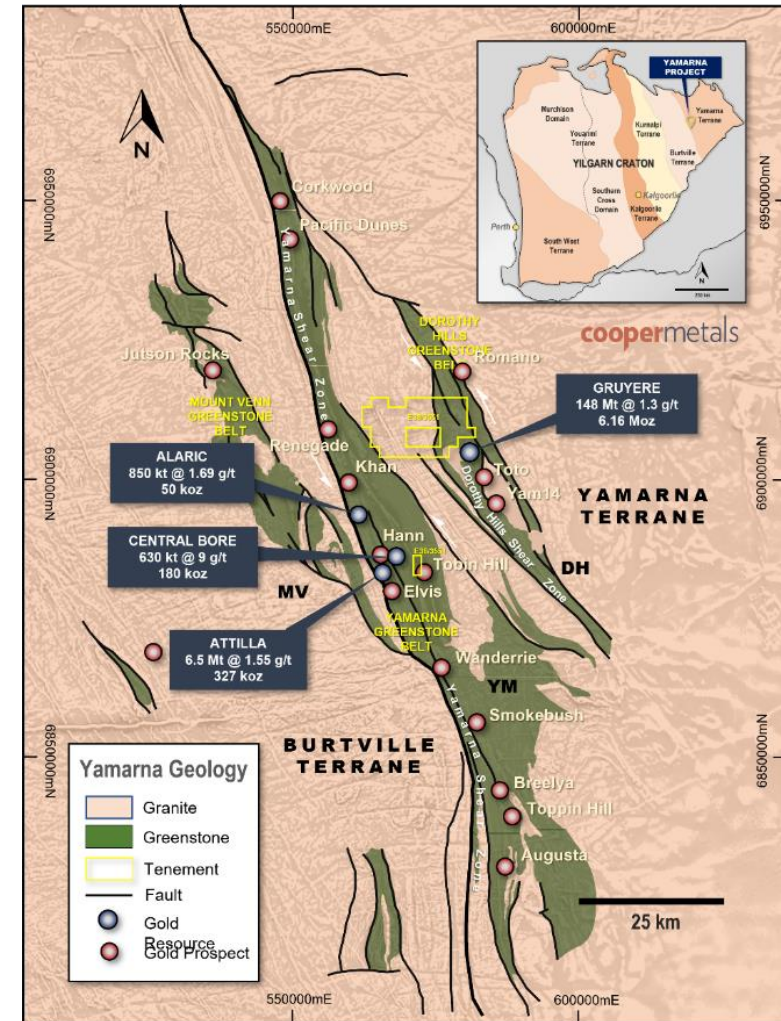 550000mE
600000mE
YAMARNA
PROJECT
Murchison
Domain
Youanmi
Terrane
Kurnalpi
Terrane
Yamarna
Terrane
Burtville
Terrane
YILGARN CRATON
Southern
Cross
Domain
Kalgoorlie
Kalgoorlie
Terrane
Perth
South West
Terrane
N
N
6950000mN
6950000mN
Corkwood
Pacific Dunes
Yamarna Shear Zone
coopermetals
DOROTHY
HILLS
GREENSTONE
BEL
Romano
Jutson Rocks
MOUNT VENN
GREENSTONE
BELT
GRUYERE
148 Mt @ 1.3 g/t
6.16 Moz
Renegade
ALARIC
850 kt @ 1.69 g/t
50 koz
Khan
Toto
Yam14
6900000mN
6900000mN
YAMARNA
TERRANE
Dorothy Hills Shear Zone
DH
CENTRAL BORE
630 kt @ 9 g/t
180 koz
Hann
Tobin Hill
MV
Elvis
YAMARNA
GREENSTONE
BELT
ATTILLA
6.5 Mt @ 1.55 g/t
327 koz
Wanderrie
YM
Yamarna Shear Zone
Smokebush
BURTVILLE
TERRANE
6850000mN
6850000mN
Breelya
Toppin Hill
Augusta
Yamarna Geology
Granite
Greenstone
Tenement
Fault
Gold
Resource
Gold Prospect
25 km
550000mE
600000mE